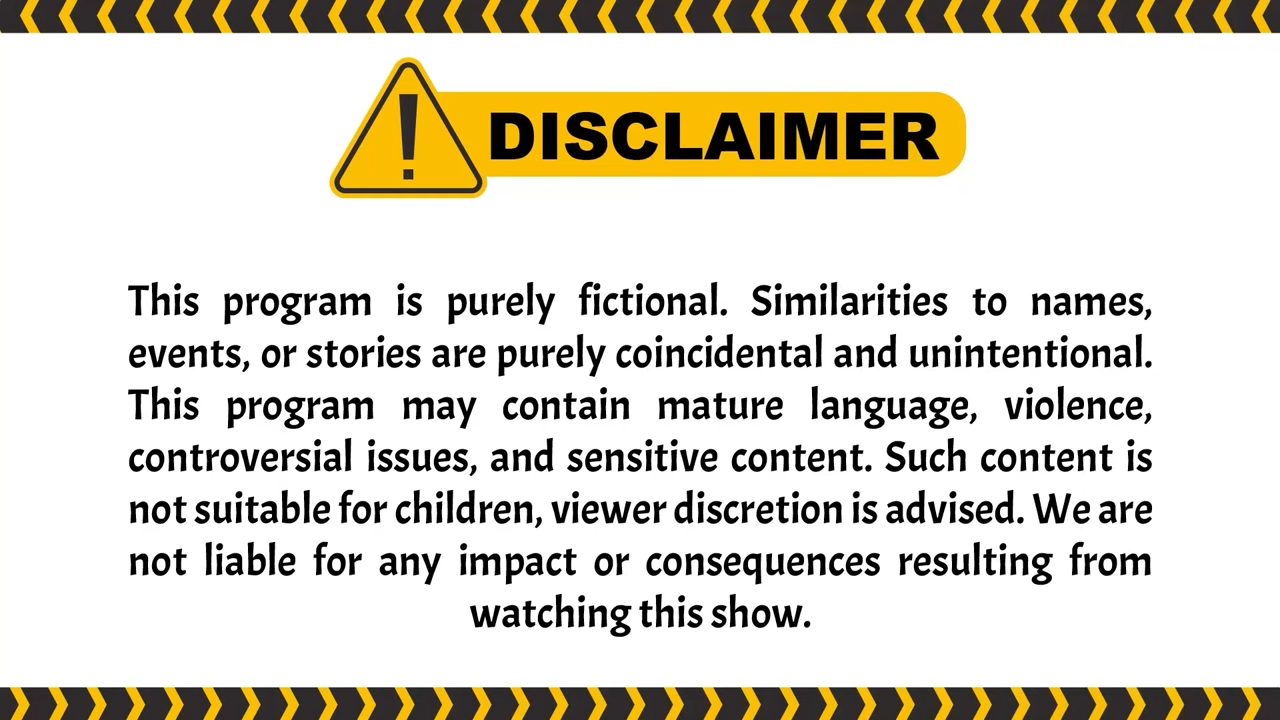 DISCLAIMER
This program is purely fictional. Similarities to names,
events, or stories are purely coincidental and unintentional.
This program may contain mature language, violence,
controversial issues, and sensitive content. Such content is
not suitable for children, viewer discretion is advised. We are
not liable for any impact or consequences resulting from
watching this show.